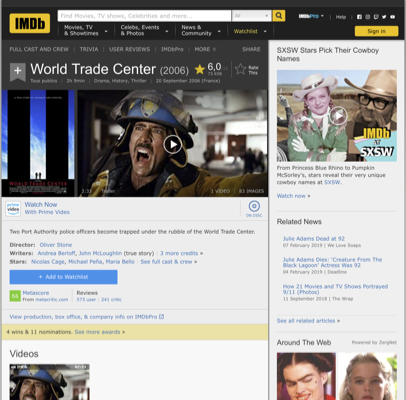 IMDb
Find Movies, TV shows, Celebrities and more...
All
IMDbPro
Help
Movies, TV & Showtimes
Celebs, Events & Photos
News & Community
Watchlist
Sign in
FULL CAST AND CREW | TRIVIA | USER REVIEWS | IMDbPro | MORE
SHARE
World Trade Center (2006)
6,0
Rate This
Tous publics | 2h 9min | Drama, History, Thriller | 20 September 2006 (France)
WORLD TRADE CENTER
Trailer
1 VIDEO | 83 IMAGES
prime video
Watch Now
With Prime Video
ON DISC
Two Port Authority police officers become trapped under the rubble of the World Trade Center.
Director: Oliver Stone
Writers: Andrea Berloff, John McLoughlin (true story) | 3 more credits »
Stars: Nicolas Cage, Michael Peña, Maria Bello | See full cast & crew »
+ Add to Watchlist
Metascore
From metacritic.com
Reviews
573 user | 241 critic
View production, box office, & company info on IMDbPro
4 wins & 11 nominations. See more awards »
Videos
SXSW Stars Pick Their Cowboy
Names
IMDb
AT
SXSW
From Princess Blue Rhino to Pumpkin
McSorley's, stars reveal their very unique
cowboy names at SXSW.
Watch now »
Related News
Julie Adams Dead at 92
07 February 2019 | We Love Soaps
Julie Adams Dies: 'Creature From The
Black Lagoon' Actress Was 92
04 February 2019 | Deadline
How 21 Movies and TV Shows Portrayed
9/11 (Photos)
11 September 2018 | The Wrap
See all related articles »
Around The Web
Powered by ZergNet